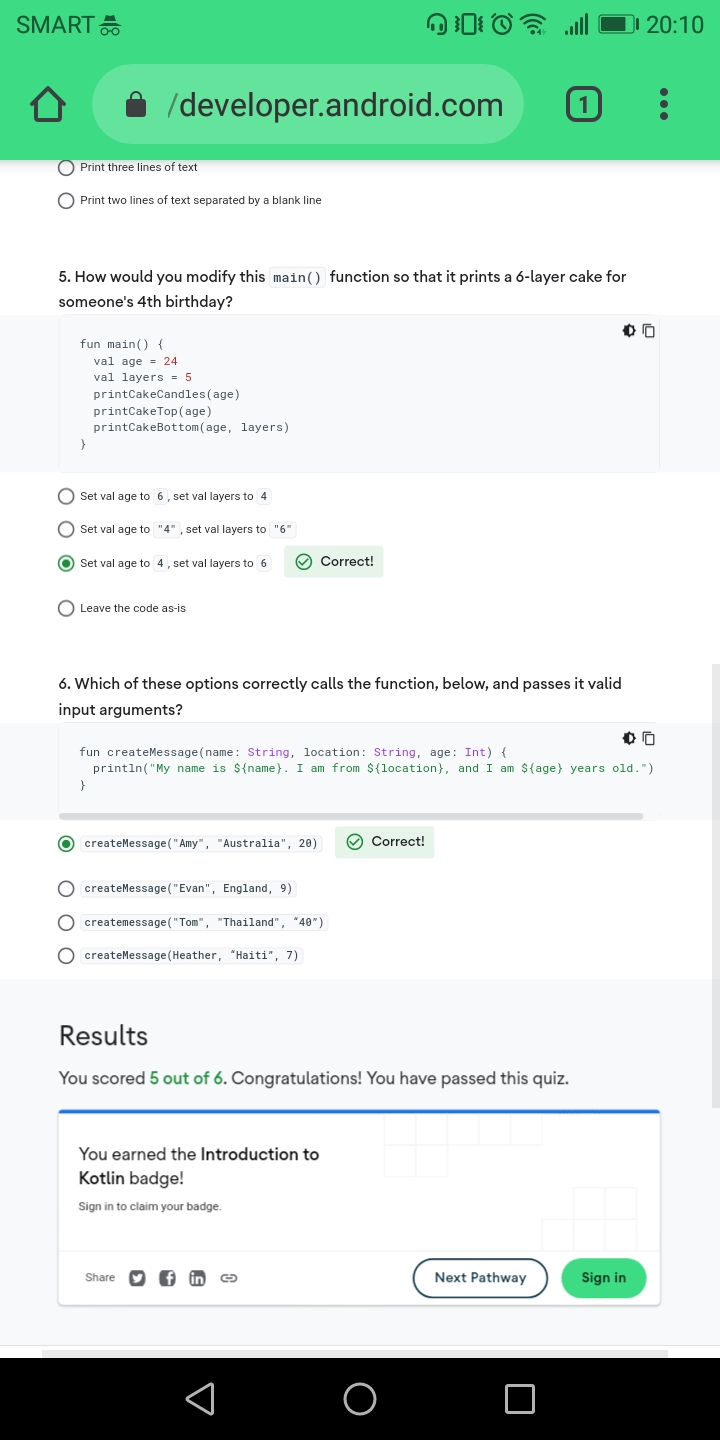 SMART
20:10
/developer.android.com
1
Print three lines of text
Print two lines of text separated by a blank line
5. How would you modify this main() function so that it prints a 6-layer cake for
someone's 4th birthday?
fun main() {
  val age = 24
  val layers = 5
  printCakeCandles(age)
  printCakeTop(age)
  printCakeBottom(age, layers)
}
Set val age to 6, set val layers to 4
Set val age to "4", set val layers to "6"
Set val age to 4, set val layers to 6 Correct!
Leave the code as-is
6. Which of these options correctly calls the function, below, and passes it valid
input arguments?
fun createMessage(name: String, location: String, age: Int) {
  println("My name is ${name}. I am from ${location}, and I am ${age} years old.")
}
createMessage("Amy", "Australia", 20) Correct!
createMessage("Evan", England, 9)
createmessage("Tom", "Thailand", “40”)
createMessage(Heather, “Haiti”, 7)
Results
You scored 5 out of 6. Congratulations! You have passed this quiz.
You earned the Introduction to
Kotlin badge!
Sign in to claim your badge.
Share
Next Pathway
Sign in